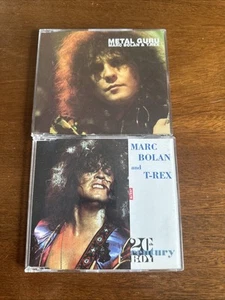 METAL GURU
MARC BOLAN & T.REX
MARC
BOLAN
and
T-REX
20th
century
BOY